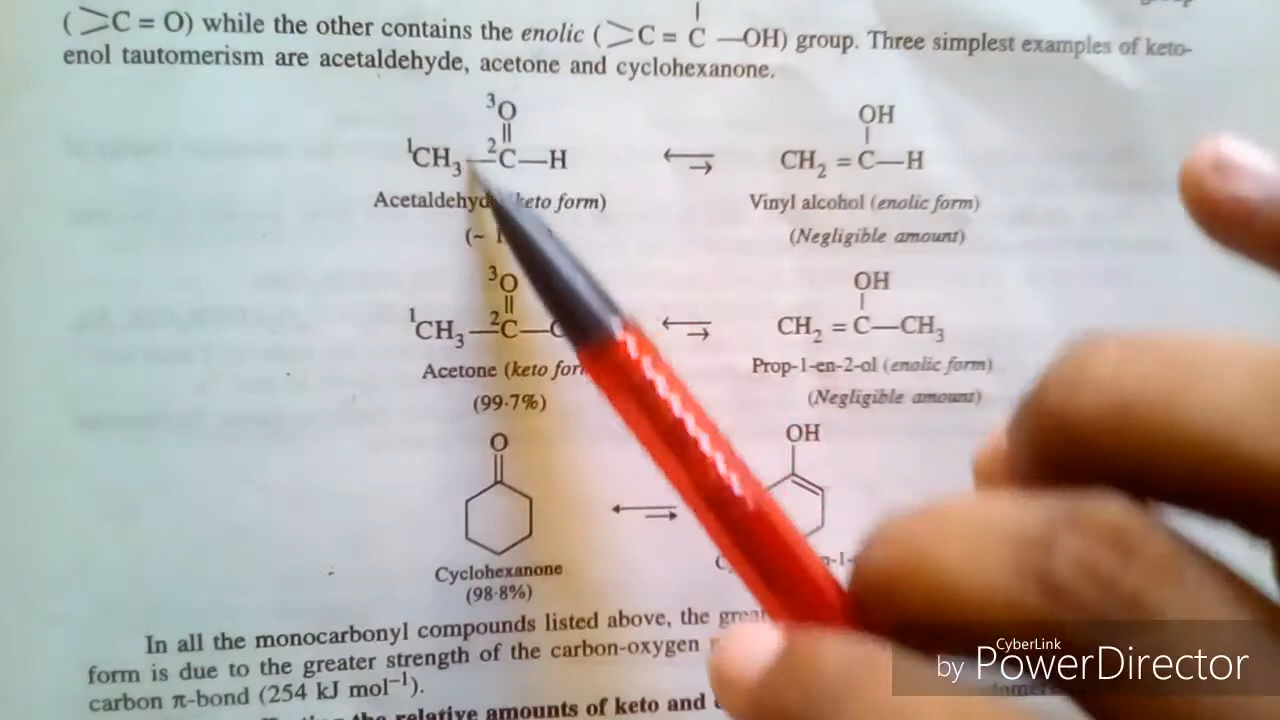 ( >C = O) while the other contains the enolic ( >C = C —OH) group. Three simplest examples of keto-
enol tautomerism are acetaldehyde, acetone and cyclohexanone.
³O OH
¹CH₃—²C—H ⇌ CH₂ = C—H
Acetaldehyd keto form) Vinyl alcohol (enolic form)
(~ (Negligible amount)
³O OH
¹CH₃—²C— ⇌ CH₂ = C—CH₃
Acetone (keto for Prop-1-en-2-ol (enolic form)
(99·7%) (Negligible amount)
O OH
Cyclohexanone
(98·8%)
In all the monocarbonyl compounds listed above, the
form is due to the greater strength of the carbon-oxygen
carbon π-bond (254 kJ mol⁻¹).
the relative amounts of keto and
CyberLink
by PowerDirector